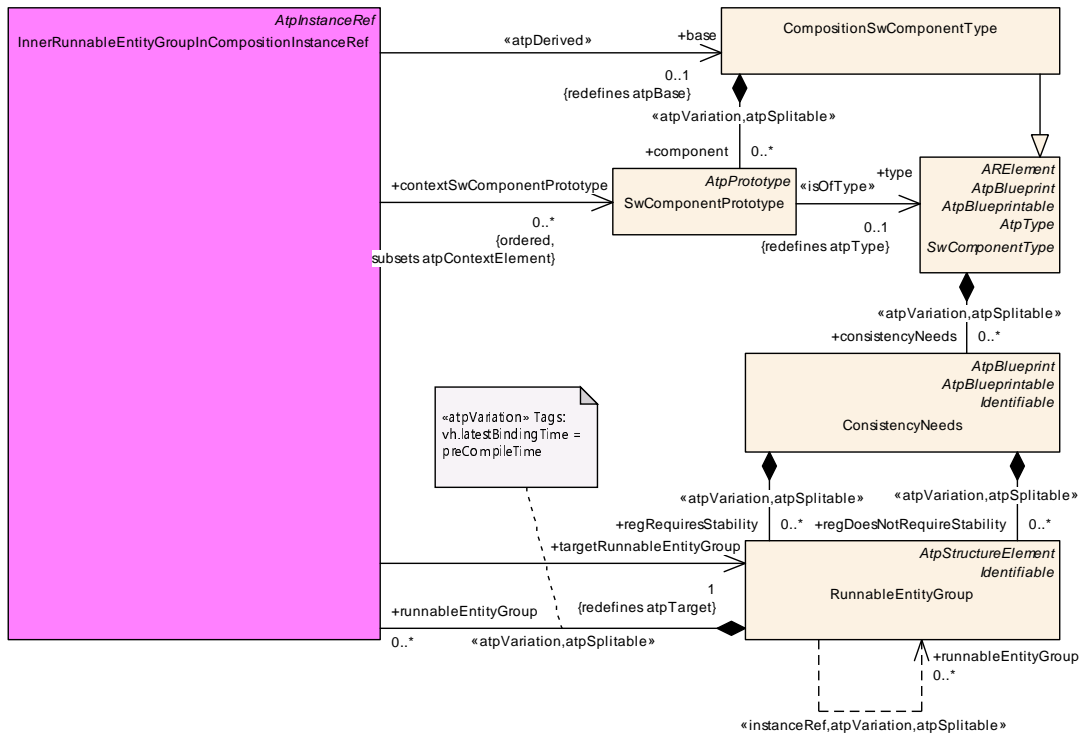 AtpInstanceRef
InnerRunnableEntityGroupInCompositionInstanceRef
CompositionSwComponentType
«atpDerived»
+base
0..1
{redefines atpBase}
«atpVariation,atpSplitable»
+component
0..*
+contextSwComponentPrototype
0..*
{ordered,
subsets atpContextElement}
AtpPrototype
SwComponentPrototype
«isOfType»
+type
0..1
{redefines atpType}
ARElement
AtpBlueprint
AtpBlueprintable
AtpType
SwComponentType
«atpVariation,atpSplitable»
+consistencyNeeds
0..*
AtpBlueprint
AtpBlueprintable
Identifiable
ConsistencyNeeds
«atpVariation» Tags:
vh.latestBindingTime =
preCompileTime
«atpVariation,atpSplitable»
+regRequiresStability
0..*
«atpVariation,atpSplitable»
+regDoesNotRequireStability
0..*
+targetRunnableEntityGroup
1
{redefines atpTarget}
AtpStructureElement
Identifiable
RunnableEntityGroup
+runnableEntityGroup
0..*
«atpVariation,atpSplitable»
+runnableEntityGroup
0..*
«instanceRef,atpVariation,atpSplitable»